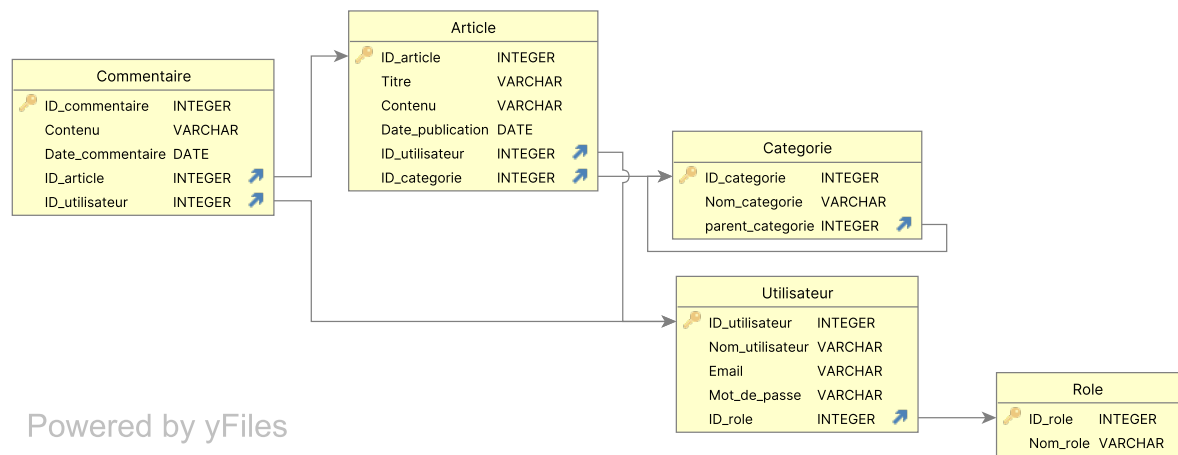 Commentaire
ID_commentaire INTEGER
Contenu VARCHAR
Date_commentaire DATE
ID_article INTEGER
ID_utilisateur INTEGER
Article
ID_article INTEGER
Titre VARCHAR
Contenu VARCHAR
Date_publication DATE
ID_utilisateur INTEGER
ID_categorie INTEGER
Categorie
ID_categorie INTEGER
Nom_categorie VARCHAR
parent_categorie INTEGER
Utilisateur
ID_utilisateur INTEGER
Nom_utilisateur VARCHAR
Email VARCHAR
Mot_de_passe VARCHAR
ID_role INTEGER
Role
ID_role INTEGER
Nom_role VARCHAR
Powered by yFiles